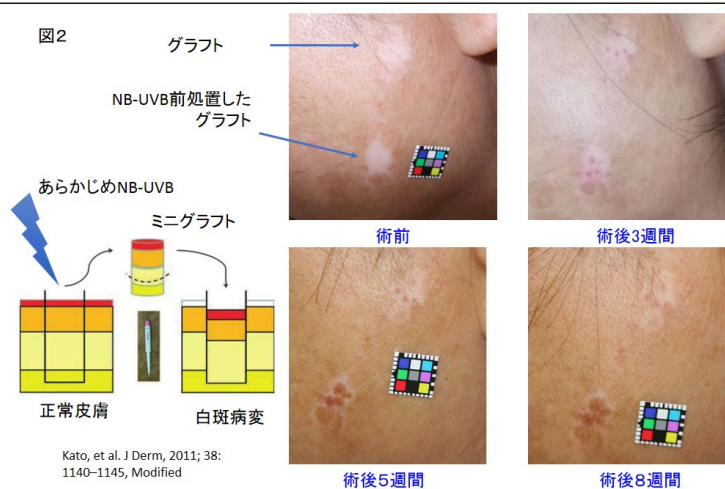 図2
グラフト
NB-UVB前処置した
グラフト
あらかじめNB-UVB
ミニグラフト
正常皮膚
白斑病変
Kato, et al. J Derm, 2011; 38:
1140–1145, Modified
術前
術後3週間
術後5週間
術後8週間